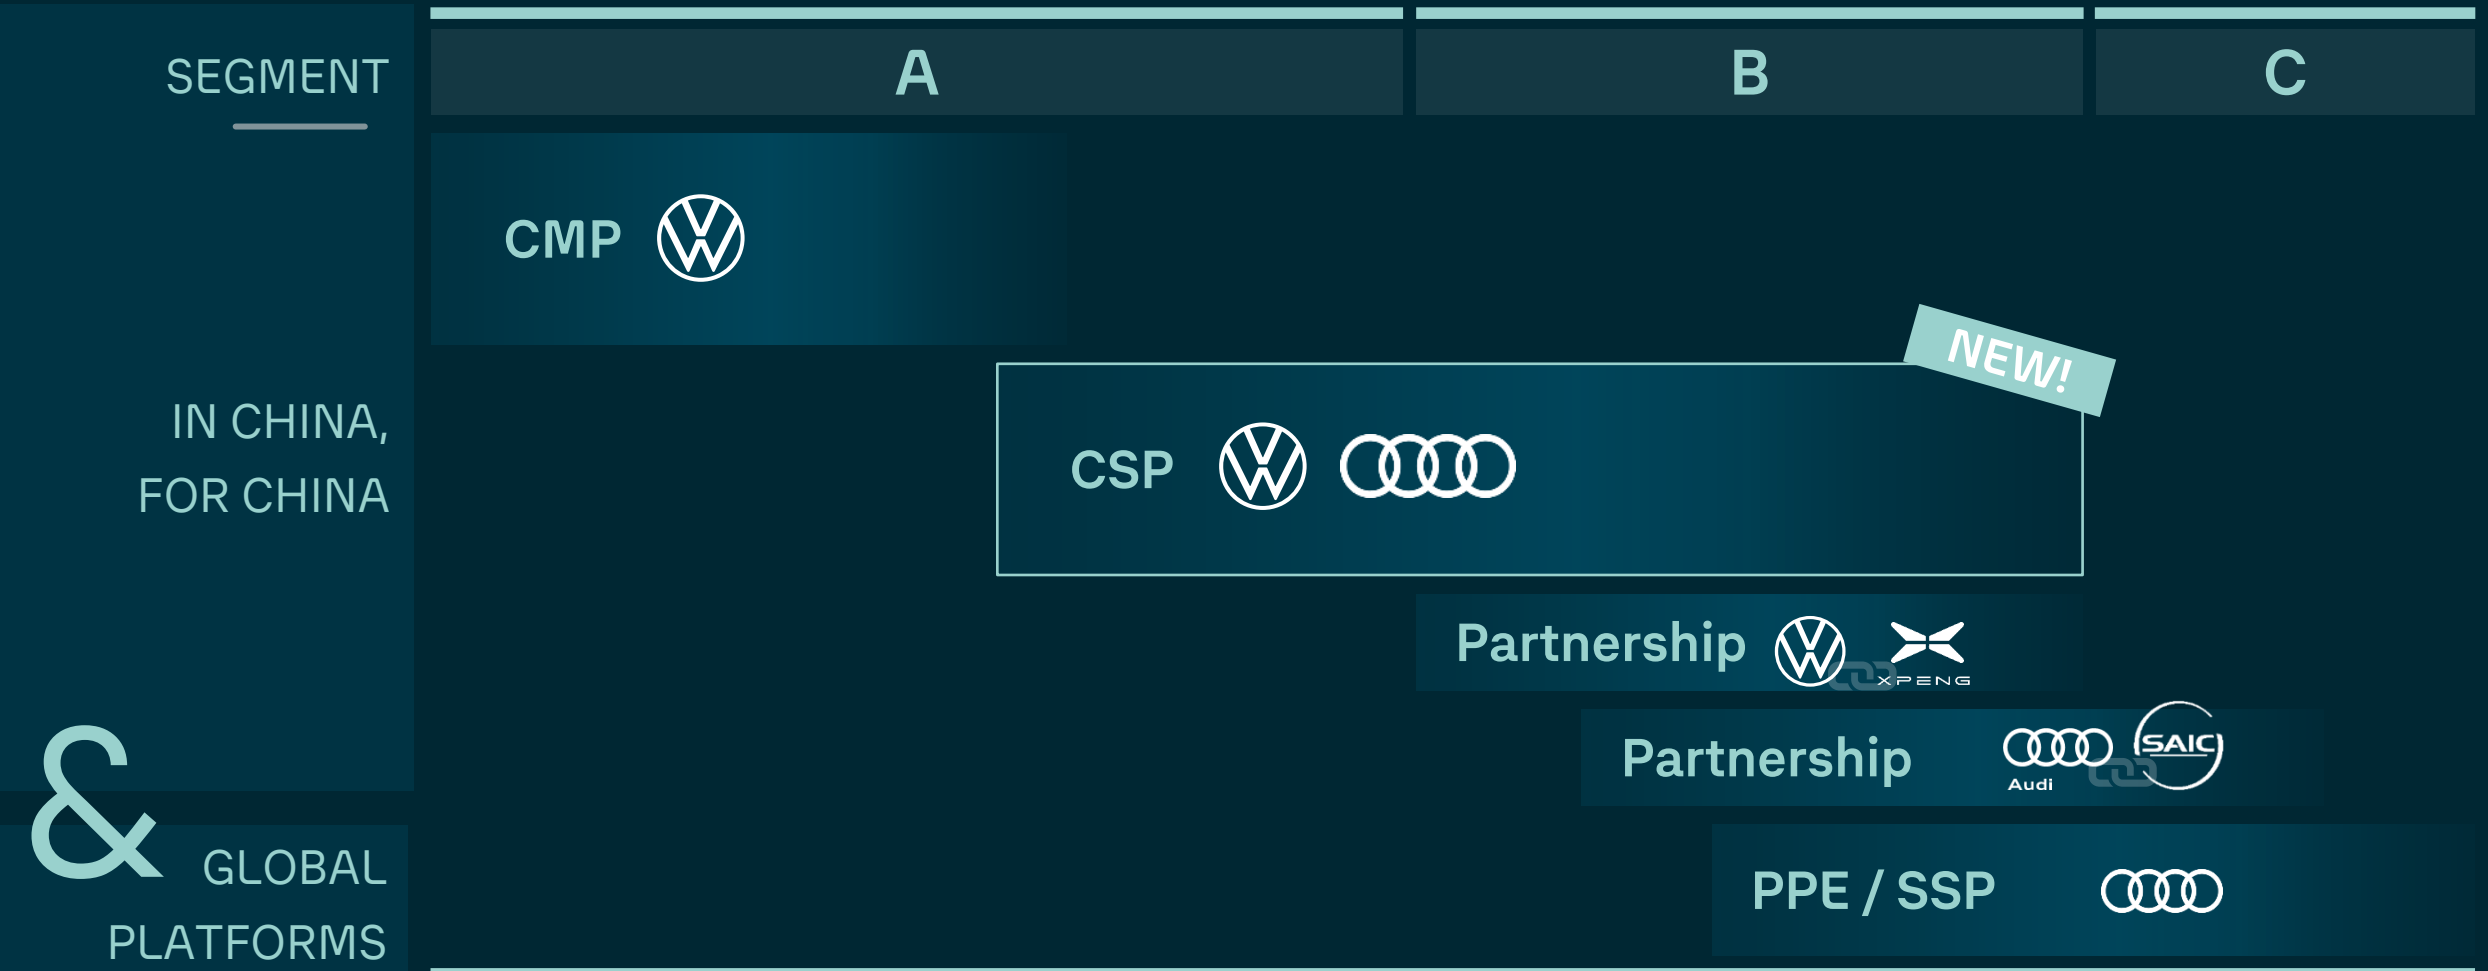 SEGMENT
A
B
C
CMP
NEW!
IN CHINA,
FOR CHINA
CSP
Partnership
XPENG
Partnership
Audi
SAIC
&
GLOBAL
PLATFORMS
PPE / SSP